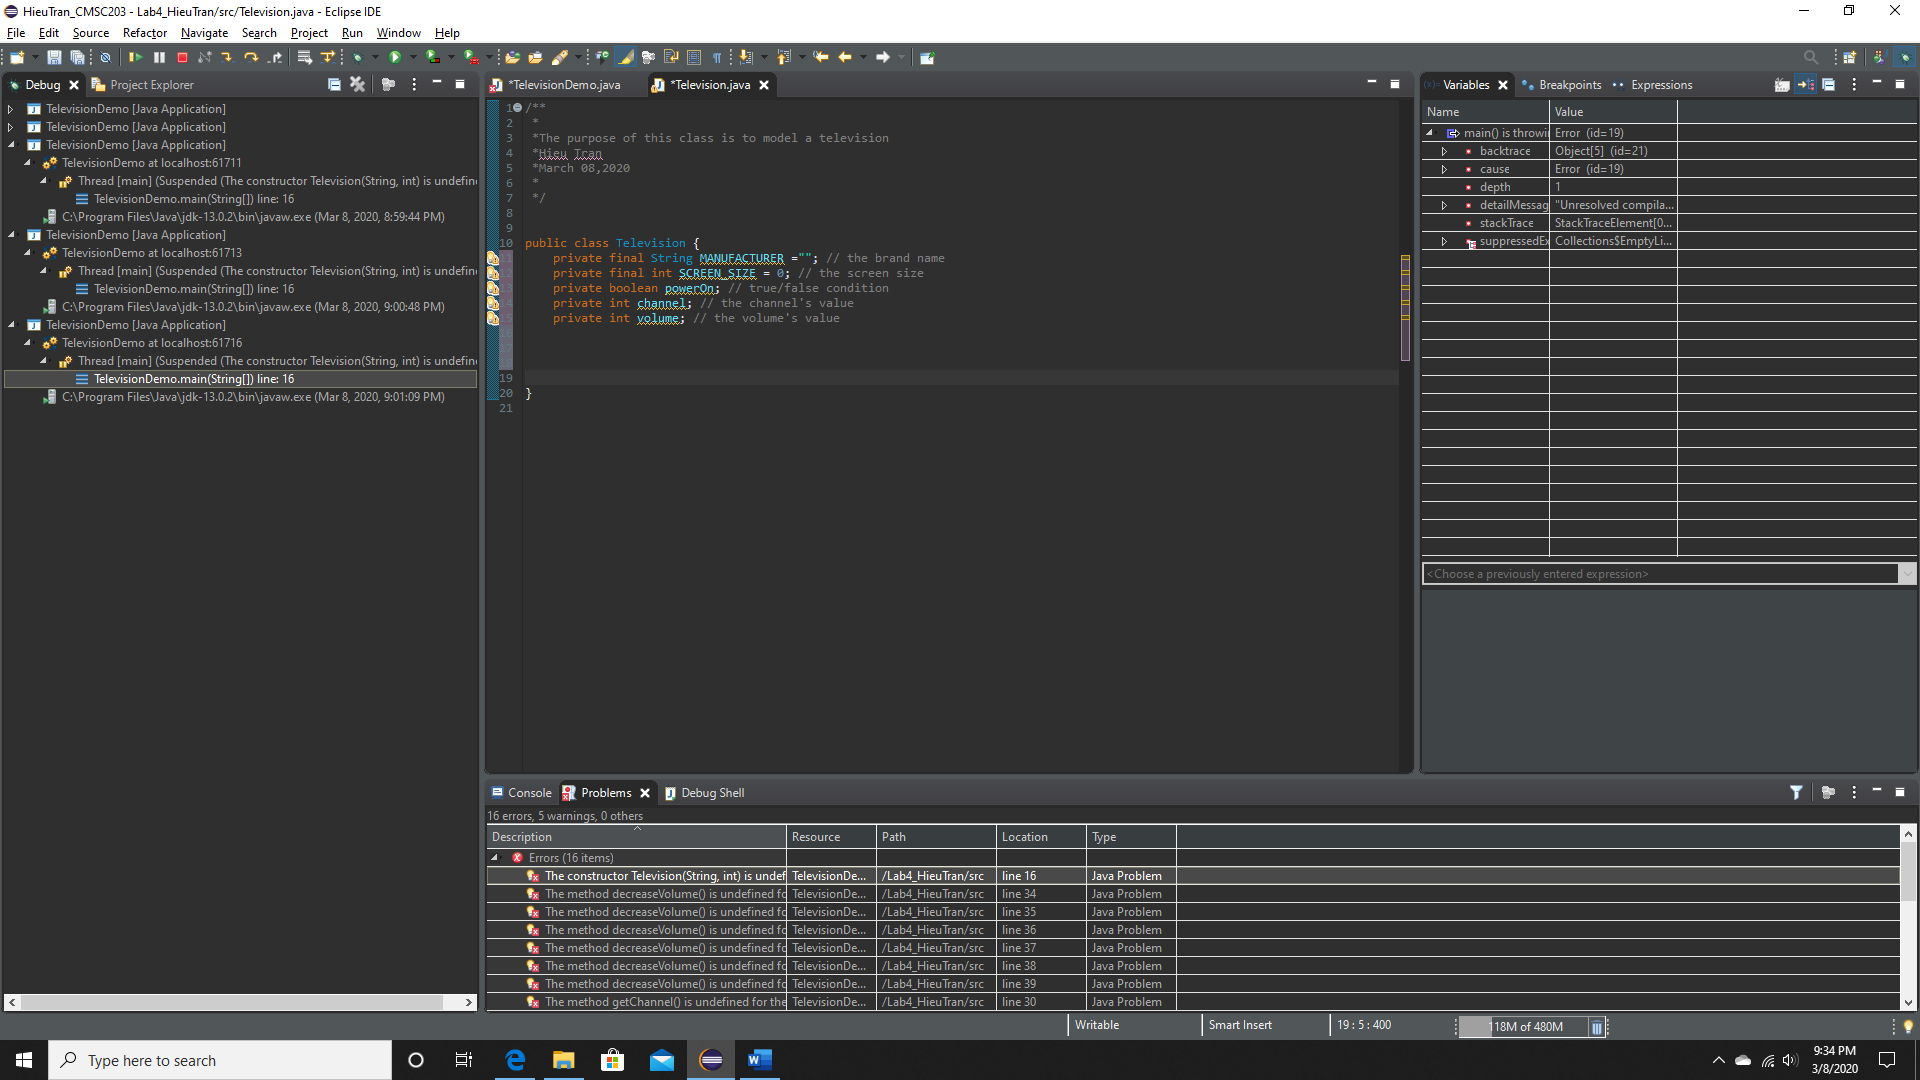 HieuTran_CMSC203 - Lab4_HieuTran/src/Television.java - Eclipse IDE
File Edit Source Refactor Navigate Search Project Run Window Help
Debug Project Explorer
TelevisionDemo [Java Application]
TelevisionDemo [Java Application]
TelevisionDemo [Java Application]
TelevisionDemo at localhost:61711
Thread [main] (Suspended (The constructor Television(String, int) is undefin
TelevisionDemo.main(String[]) line: 16
C:\Program Files\Java\jdk-13.0.2\bin\javaw.exe (Mar 8, 2020, 8:59:44 PM)
TelevisionDemo [Java Application]
TelevisionDemo at localhost:61713
Thread [main] (Suspended (The constructor Television(String, int) is undefin
TelevisionDemo.main(String[]) line: 16
C:\Program Files\Java\jdk-13.0.2\bin\javaw.exe (Mar 8, 2020, 9:00:48 PM)
TelevisionDemo [Java Application]
TelevisionDemo at localhost:61716
Thread [main] (Suspended (The constructor Television(String, int) is undefin
TelevisionDemo.main(String[]) line: 16
C:\Program Files\Java\jdk-13.0.2\bin\javaw.exe (Mar 8, 2020, 9:01:09 PM)
*TelevisionDemo.java *Television.java
1 /**
2 *
3 *The purpose of this class is to model a television
4 *Hieu Tran
5 *March 08,2020
6 *
7 */
8
9
10 public class Television {
private final String MANUFACTURER =""; // the brand name
private final int SCREEN_SIZE = 0; // the screen size
private boolean powerOn; // true/false condition
private int channel; // the channel's value
private int volume; // the volume's value
16
17
18
19
20 }
21
Variables Breakpoints Expressions
Name Value
main() is throwi Error (id=19)
backtrace Object[5] (id=21)
cause Error (id=19)
depth 1
detailMessag "Unresolved compila...
stackTrace StackTraceElement[0...
suppressedEx Collections$EmptyLi...
<Choose a previously entered expression>
Console Problems Debug Shell
16 errors, 5 warnings, 0 others
Description Resource Path Location Type
Errors (16 items)
The constructor Television(String, int) is undef TelevisionDe... /Lab4_HieuTran/src line 16 Java Problem
The method decreaseVolume() is undefined fo TelevisionDe... /Lab4_HieuTran/src line 34 Java Problem
The method decreaseVolume() is undefined fo TelevisionDe... /Lab4_HieuTran/src line 35 Java Problem
The method decreaseVolume() is undefined fo TelevisionDe... /Lab4_HieuTran/src line 36 Java Problem
The method decreaseVolume() is undefined fo TelevisionDe... /Lab4_HieuTran/src line 37 Java Problem
The method decreaseVolume() is undefined fo TelevisionDe... /Lab4_HieuTran/src line 38 Java Problem
The method decreaseVolume() is undefined fo TelevisionDe... /Lab4_HieuTran/src line 39 Java Problem
The method getChannel() is undefined for the TelevisionDe... /Lab4_HieuTran/src line 30 Java Problem
Writable Smart Insert 19 : 5 : 400 118M of 480M
Type here to search
9:34 PM
3/8/2020